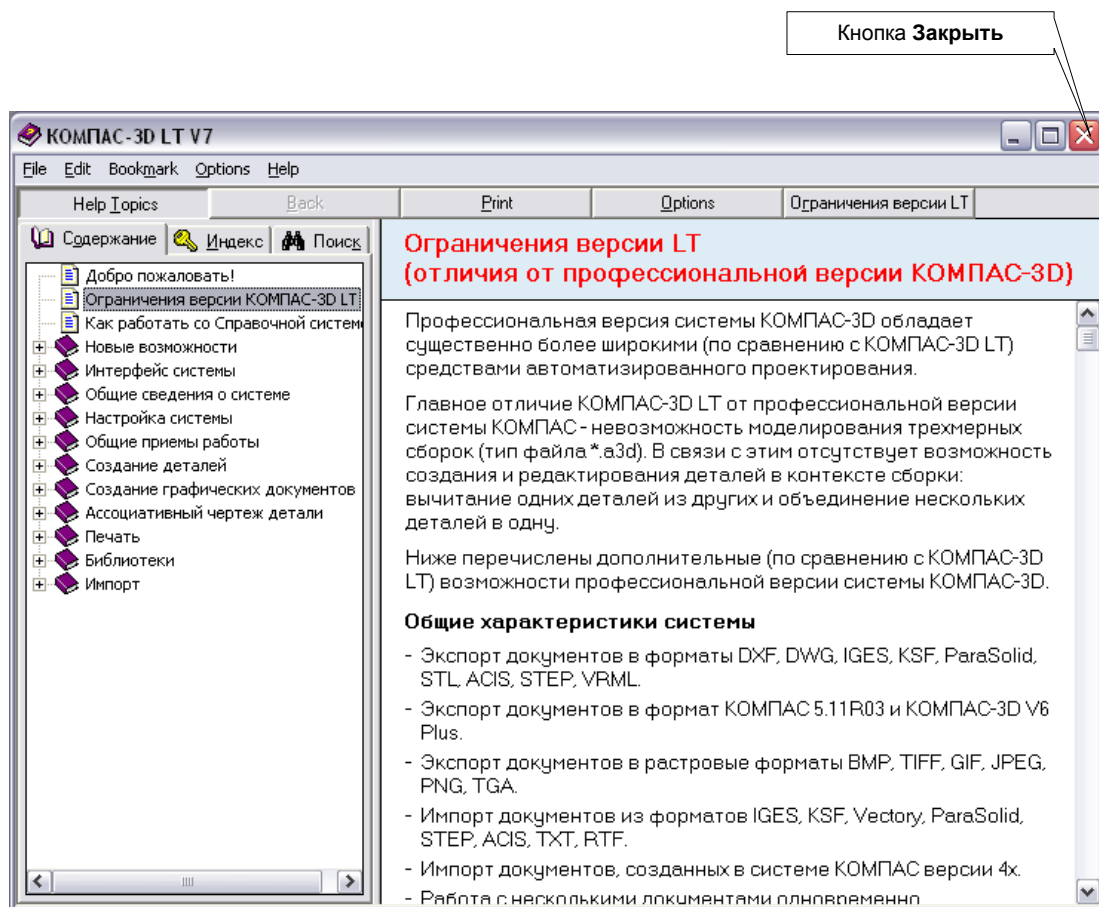 Кнопка Закрыть
КОМПАС-3D LT V7
File Edit Bookmark Options Help
Help Topics Back Print Options Ограничения версии LT
Содержание Индекс Поиск
Добро пожаловать!
Ограничения версии КОМПАС-3D LT
Как работать со Справочной систем
Новые возможности
Интерфейс системы
Общие сведения о системе
Настройка системы
Общие приемы работы
Создание деталей
Создание графических документов
Ассоциативный чертеж детали
Печать
Библиотеки
Импорт
Ограничения версии LT
(отличия от профессиональной версии КОМПАС-3D)
Профессиональная версия системы КОМПАС-3D обладает
существенно более широкими (по сравнению с КОМПАС-3D LT)
средствами автоматизированного проектирования.
Главное отличие КОМПАС-3D LT от профессиональной версии
системы КОМПАС - невозможность моделирования трехмерных
сборок (тип файла *.a3d). В связи с этим отсутствует возможность
создания и редактирования деталей в контексте сборки:
вычитание одних деталей из других и объединение нескольких
деталей в одну.
Ниже перечислены дополнительные (по сравнению с КОМПАС-3D
LT) возможности профессиональной версии системы КОМПАС-3D.
Общие характеристики системы
- Экспорт документов в форматы DXF, DWG, IGES, KSF, ParaSolid,
STL, ACIS, STEP, VRML.
- Экспорт документов в формат КОМПАС 5.11R03 и КОМПАС-3D V6
Plus.
- Экспорт документов в растровые форматы BMP, TIFF, GIF, JPEG,
PNG, TGA.
- Импорт документов из форматов IGES, KSF, Vectory, ParaSolid,
STEP, ACIS, TXT, RTF.
- Импорт документов, созданных в системе КОМПАС версии 4x.
- Работа с несколькими документами одновременно